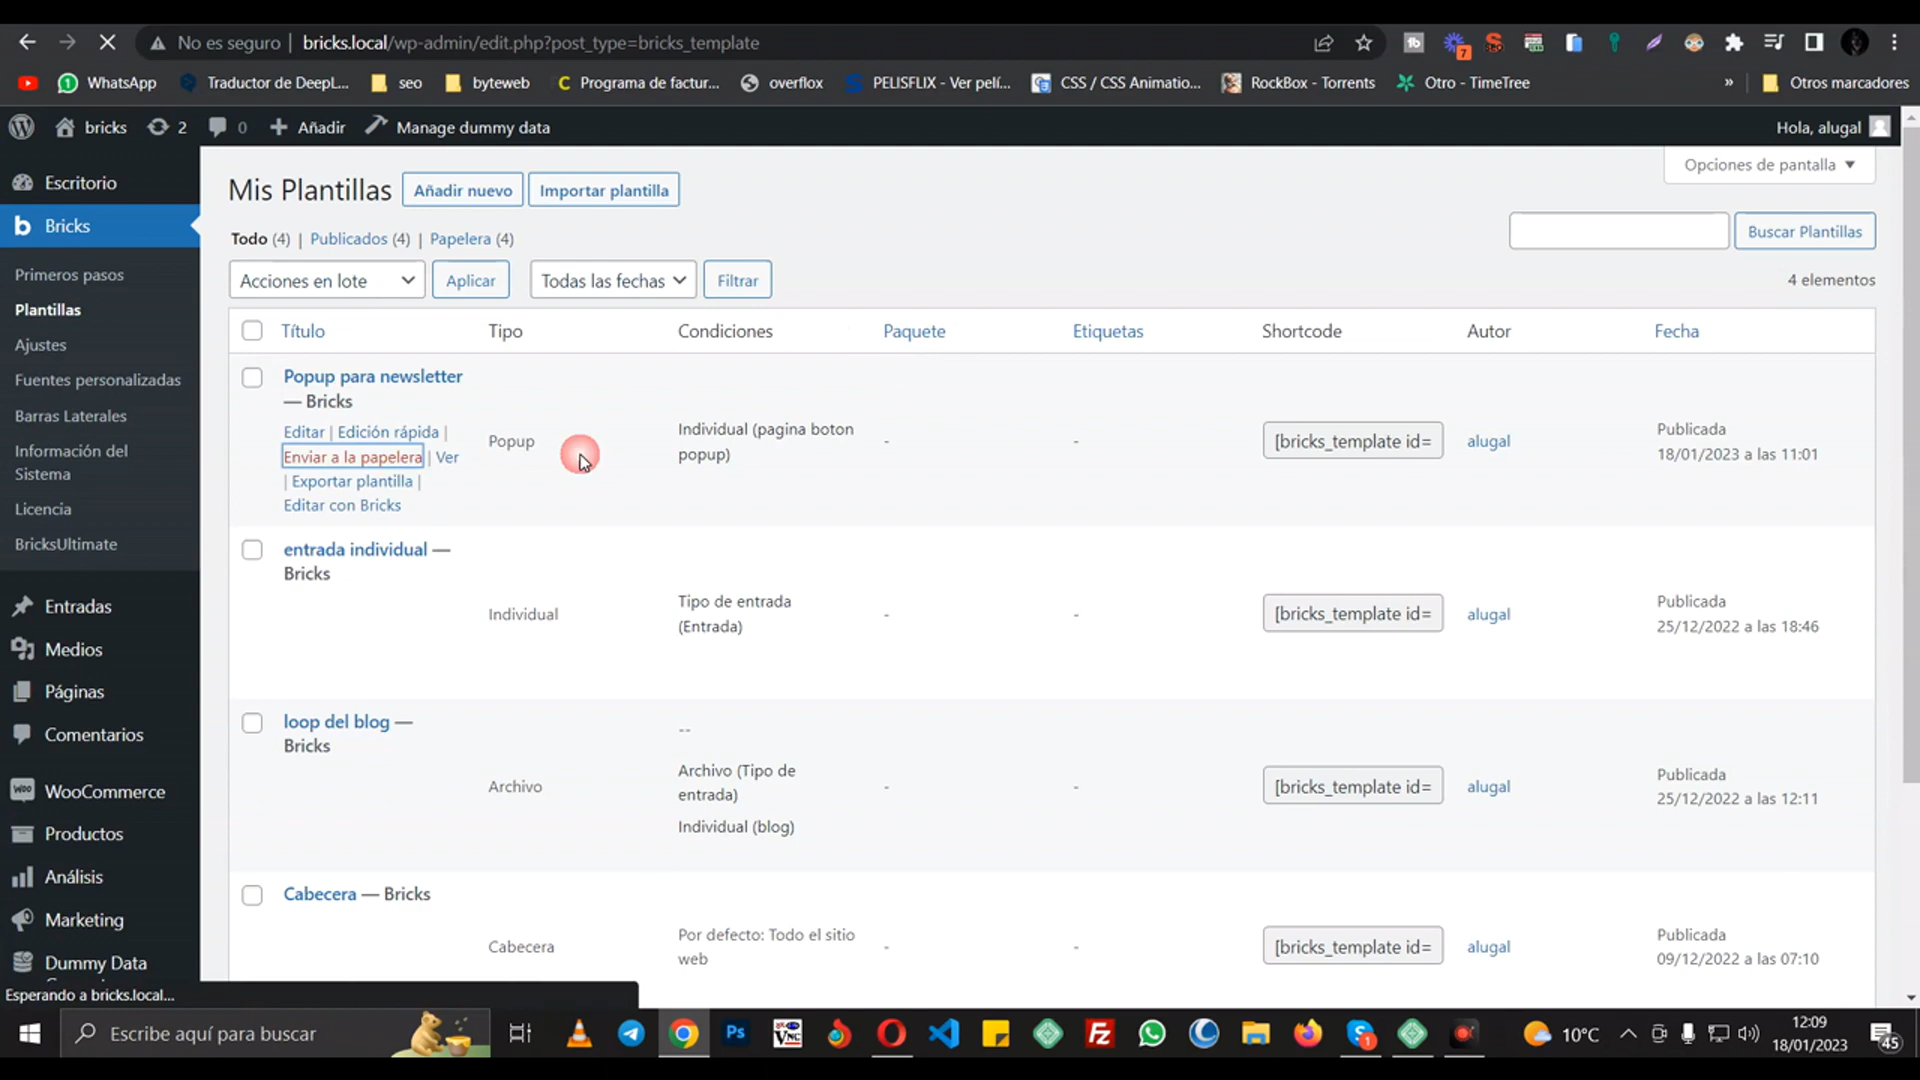 No es seguro | bricks.local/wp-admin/edit.php?post_type=bricks_template
7
WhatsApp Traductor de DeepL... seo byteweb Programa de factur... overflox PELISFLIX - Ver pelí... CSS / CSS Animatio... RockBox - Torrents Otro - TimeTree » Otros marcadores
bricks 2 0 Añadir Manage dummy data Hola, alugal
Opciones de pantalla
Escritorio
Bricks
Primeros pasos
Plantillas
Ajustes
Fuentes personalizadas
Barras Laterales
Información del
Sistema
Licencia
BricksUltimate
Entradas
Medios
Páginas
Comentarios
WooCommerce
Productos
Análisis
Marketing
Dummy Data
Mis Plantillas Añadir nuevo Importar plantilla
Todo (4) | Publicados (4) | Papelera (4)
Buscar Plantillas
Acciones en lote Aplicar Todas las fechas Filtrar 4 elementos
Título Tipo Condiciones Paquete Etiquetas Shortcode Autor Fecha
Popup para newsletter
— Bricks
Editar | Edición rápida |
Enviar a la papelera | Ver
| Exportar plantilla |
Editar con Bricks
Popup
Individual (pagina boton
popup)
-
-
[bricks_template id=
alugal
Publicada
18/01/2023 a las 11:01
entrada individual —
Bricks
Individual
Tipo de entrada
(Entrada)
-
-
[bricks_template id=
alugal
Publicada
25/12/2022 a las 18:46
loop del blog —
Bricks
Archivo
--
Archivo (Tipo de
entrada)
Individual (blog)
-
-
[bricks_template id=
alugal
Publicada
25/12/2022 a las 12:11
Cabecera — Bricks
Cabecera
Por defecto: Todo el sitio
web
-
-
[bricks_template id=
alugal
Publicada
09/12/2022 a las 07:10
Esperando a bricks.local...
Escribe aquí para buscar
Ps
VNC
Fz
1
10°C
12:09
18/01/2023
45